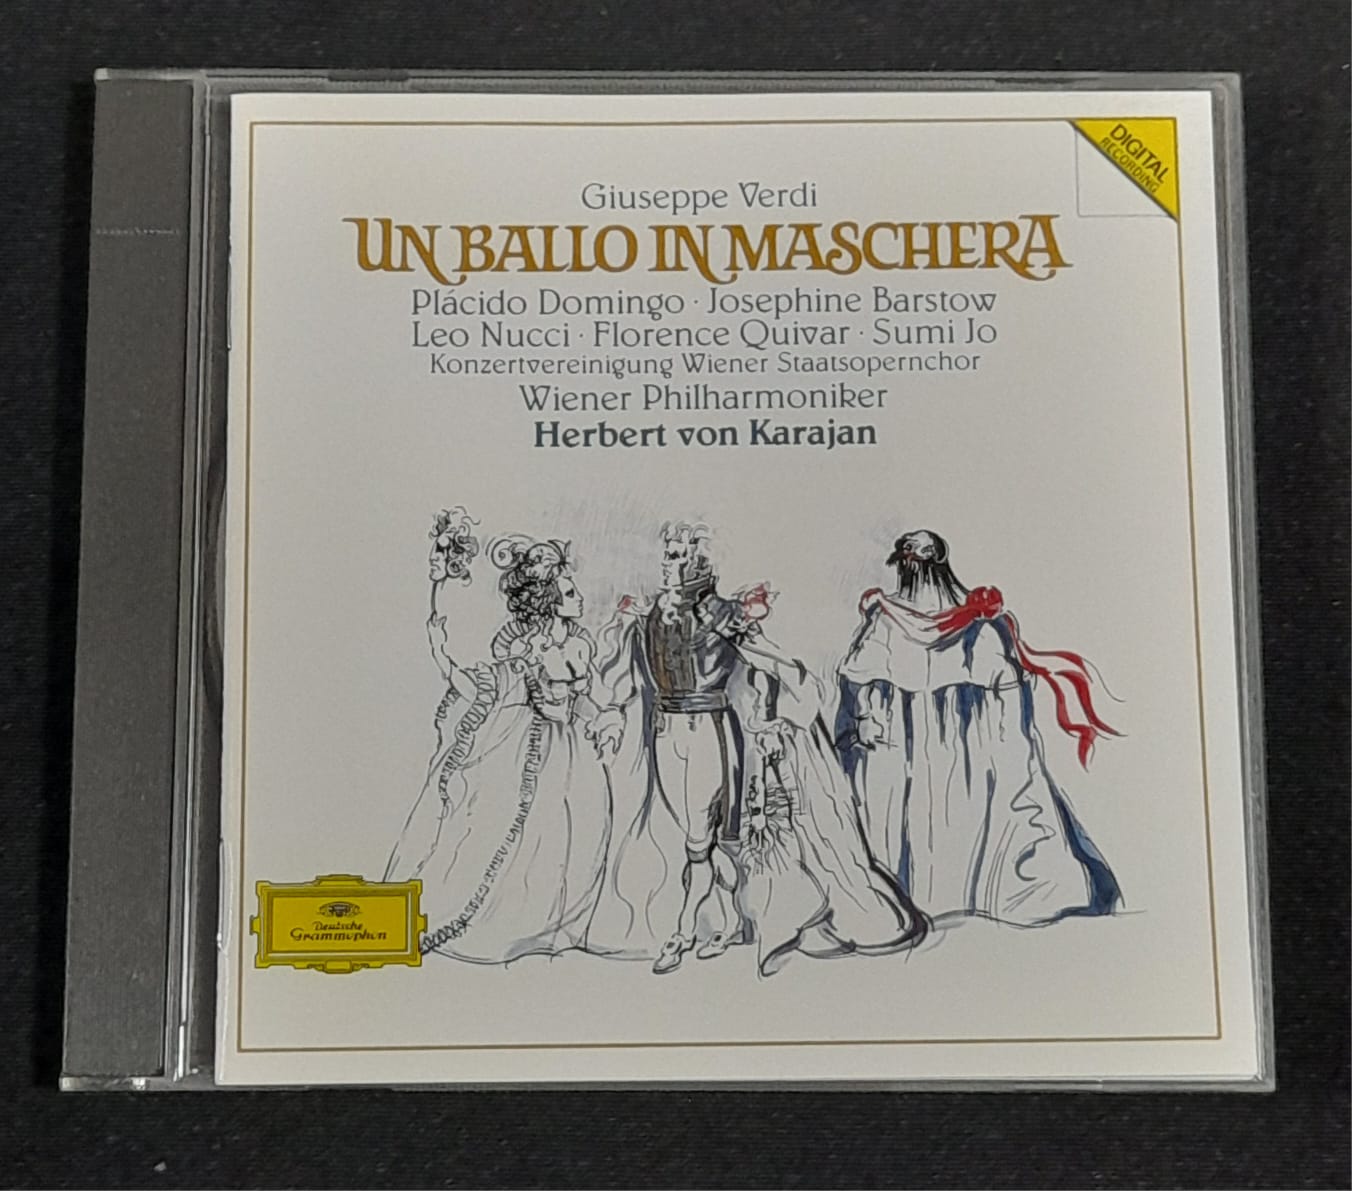 DIGITAL
RECORDING
Giuseppe Verdi
UN BALLO IN MASCHERA
Plácido Domingo · Josephine Barstow
Leo Nucci · Florence Quivar · Sumi Jo
Konzertvereinigung Wiener Staatsopernchor
Wiener Philharmoniker
Herbert von Karajan
Deutsche
Grammophon